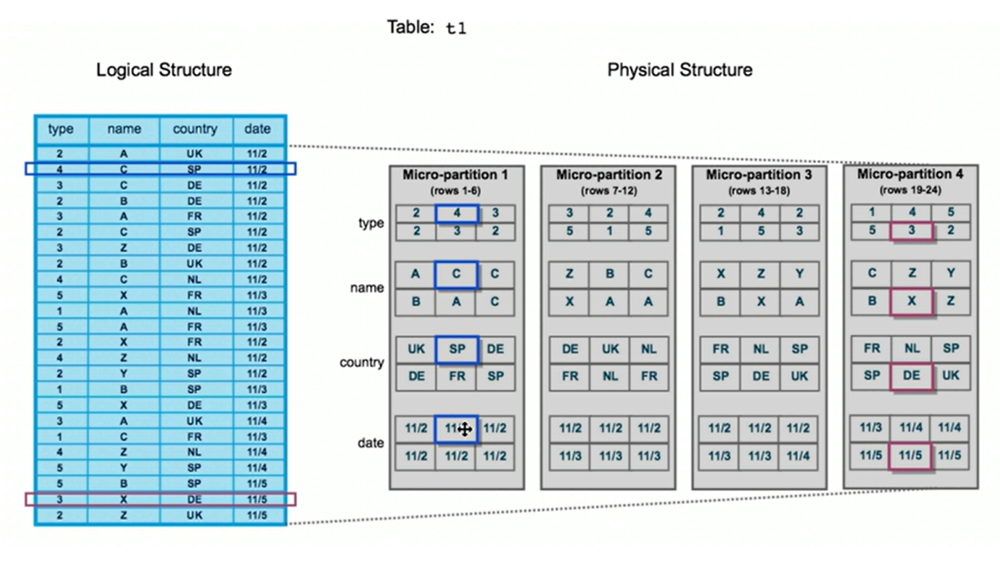 Table: t1
Logical Structure
Physical Structure
type name country date
2 A UK 11/2
4 C SP 11/2
3 C DE 11/2
2 B DE 11/2
3 A FR 11/2
2 C SP 11/2
3 Z DE 11/2
2 B UK 11/2
4 C NL 11/2
5 X FR 11/3
1 A NL 11/3
5 A FR 11/3
2 X FR 11/2
4 Z NL 11/2
2 Y SP 11/2
1 B SP 11/3
5 X DE 11/3
3 A UK 11/4
1 C FR 11/3
4 Z NL 11/4
5 Y SP 11/4
5 B SP 11/5
3 X DE 11/5
2 Z UK 11/5
type
name
country
date
Micro-partition 1
(rows 1-6)
2 4 3
2 3 2
A C C
B A C
UK SP DE
DE FR SP
11/2 11/2
11/2 11/2 11/2
Micro-partition 2
(rows 7-12)
3 2 4
5 1 5
Z B C
X A A
DE UK NL
FR NL FR
11/2 11/2 11/2
11/3 11/3 11/3
Micro-partition 3
(rows 13-18)
2 4 2
1 5 3
X Z Y
B X A
FR NL SP
SP DE UK
11/2 11/2 11/2
11/3 11/3 11/4
Micro-partition 4
(rows 19-24)
1 4 5
5 3 2
C Z Y
B X Z
FR NL SP
SP DE UK
11/3 11/4 11/4
11/5 11/5 11/5